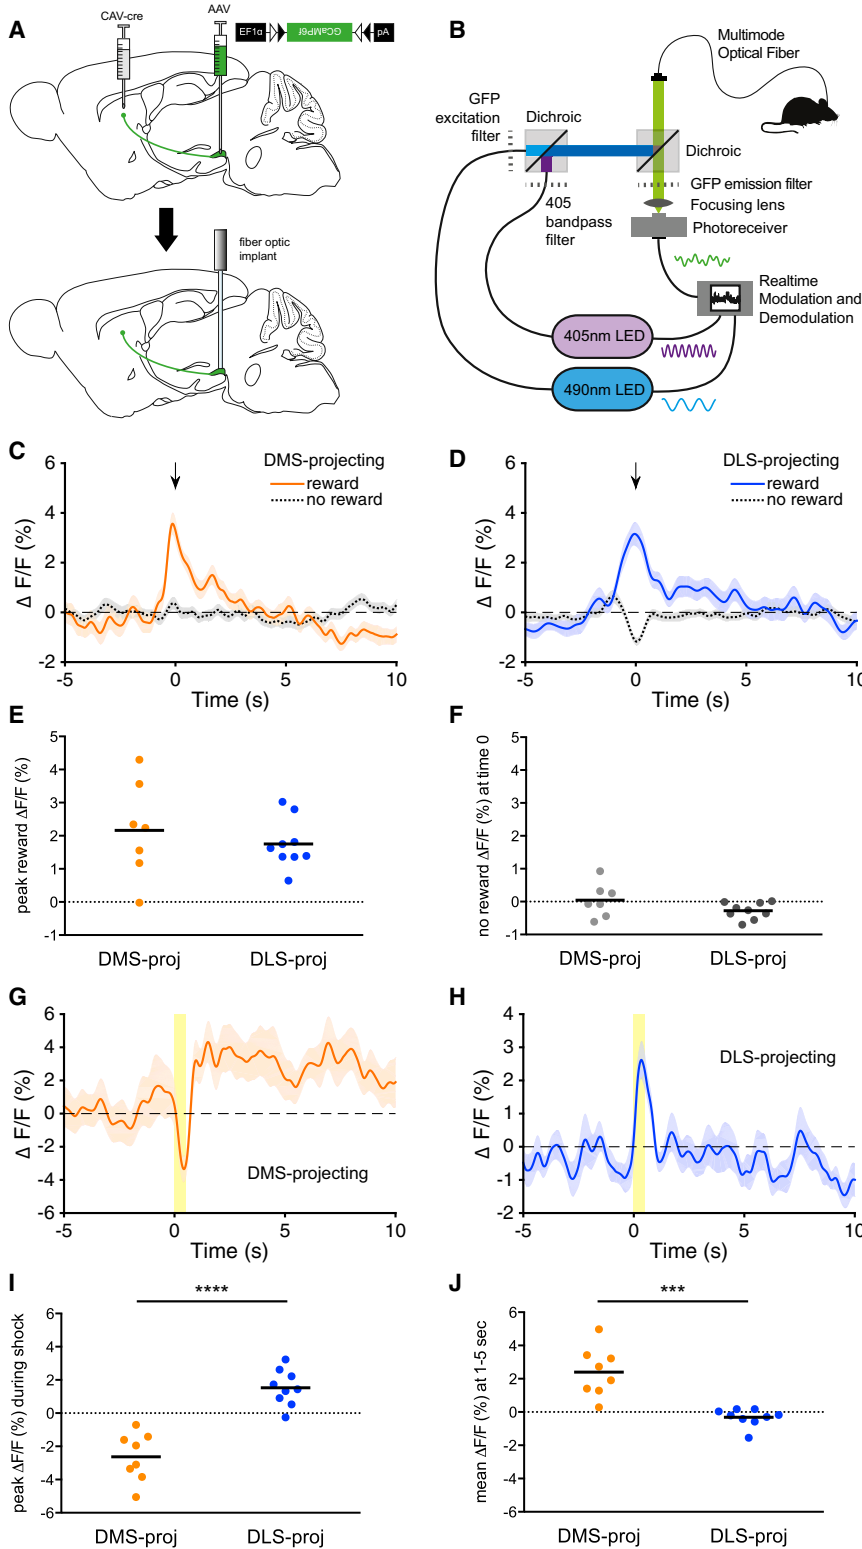 A
CAV-cre
AAV
EF1α
GCaMP6f
pA
fiber optic
implant
B
Multimode
Optical Fiber
GFP
excitation
filter
Dichroic
Dichroic
GFP emission filter
Focusing lens
Photoreceiver
405
bandpass
filter
Realtime
Modulation and
Demodulation
405nm LED
490nm LED
C
DMS-projecting
reward
no reward
Δ F/F (%)
6
4
2
0
-2
-5
0
5
10
Time (s)
D
DLS-projecting
reward
no reward
Δ F/F (%)
6
4
2
0
-2
-5
0
5
10
Time (s)
E
peak reward ΔF/F (%)
5
4
3
2
1
0
-1
DMS-proj
DLS-proj
F
no reward ΔF/F (%) at time 0
5
4
3
2
1
0
-1
DMS-proj
DLS-proj
G
Δ F/F (%)
6
4
2
0
-2
-4
-6
DMS-projecting
-5
0
5
10
Time (s)
H
Δ F/F (%)
4
3
2
1
0
-1
-2
DLS-projecting
-5
0
5
10
Time (s)
I
****
peak ΔF/F (%) during shock
6
4
2
0
-2
-4
-6
DMS-proj
DLS-proj
J
***
mean ΔF/F (%) at 1-5 sec
6
4
2
0
-2
-4
-6
DMS-proj
DLS-proj